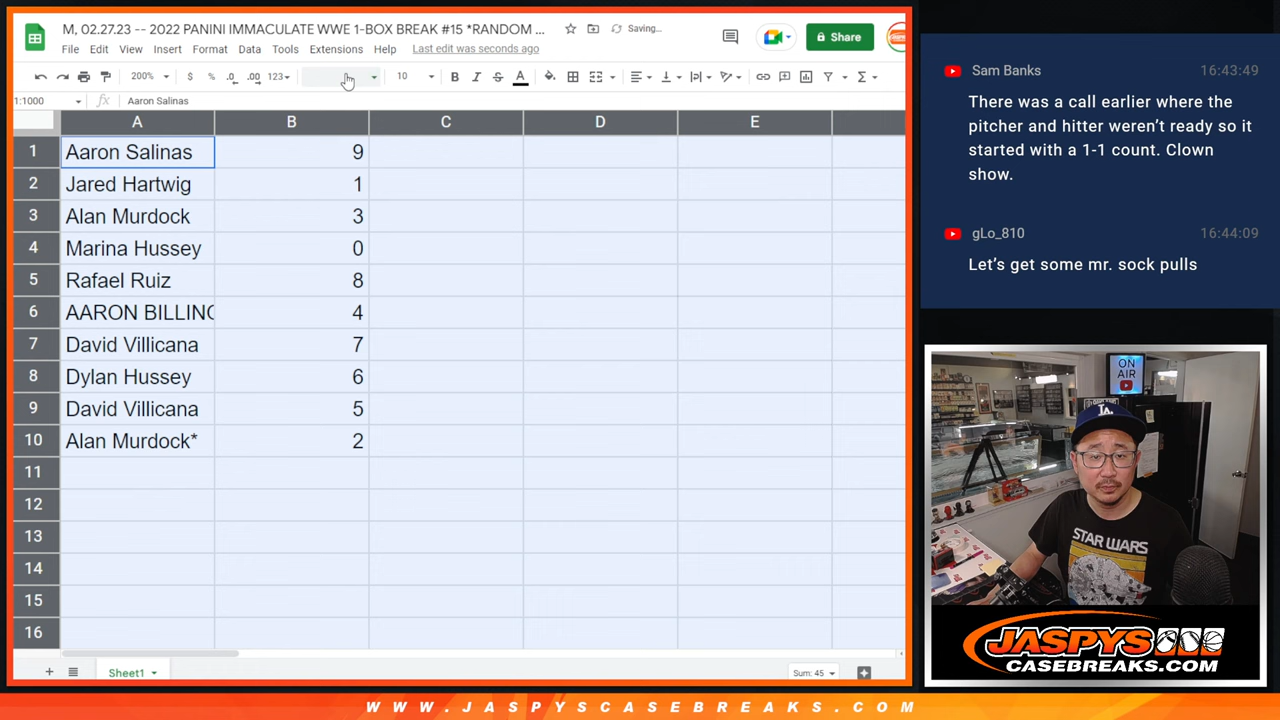 M, 02.27.23 -- 2022 PANINI IMMACULATE WWE 1-BOX BREAK #15 *RANDOM ...
Saving...
Share
File Edit View Insert Format Data Tools Extensions Help Last edit was seconds ago
200% $ % .0 .00 123 10 B I S A
1:1000 fx Aaron Salinas
A B C D E
1 Aaron Salinas 9
2 Jared Hartwig 1
3 Alan Murdock 3
4 Marina Hussey 0
5 Rafael Ruiz 8
6 AARON BILLING 4
7 David Villicana 7
8 Dylan Hussey 6
9 David Villicana 5
10 Alan Murdock* 2
11
12
13
14
15
16
Sheet1
Sum: 45
Sam Banks 16:43:49
There was a call earlier where the
pitcher and hitter weren't ready so it
started with a 1-1 count. Clown
show.
gLo_810 16:44:09
Let's get some mr. sock pulls
ON
AIR
LA
STAR WARS
JASPYS
CASEBREAKS.COM
WWW.JASPYSCASEBREAKS.COM